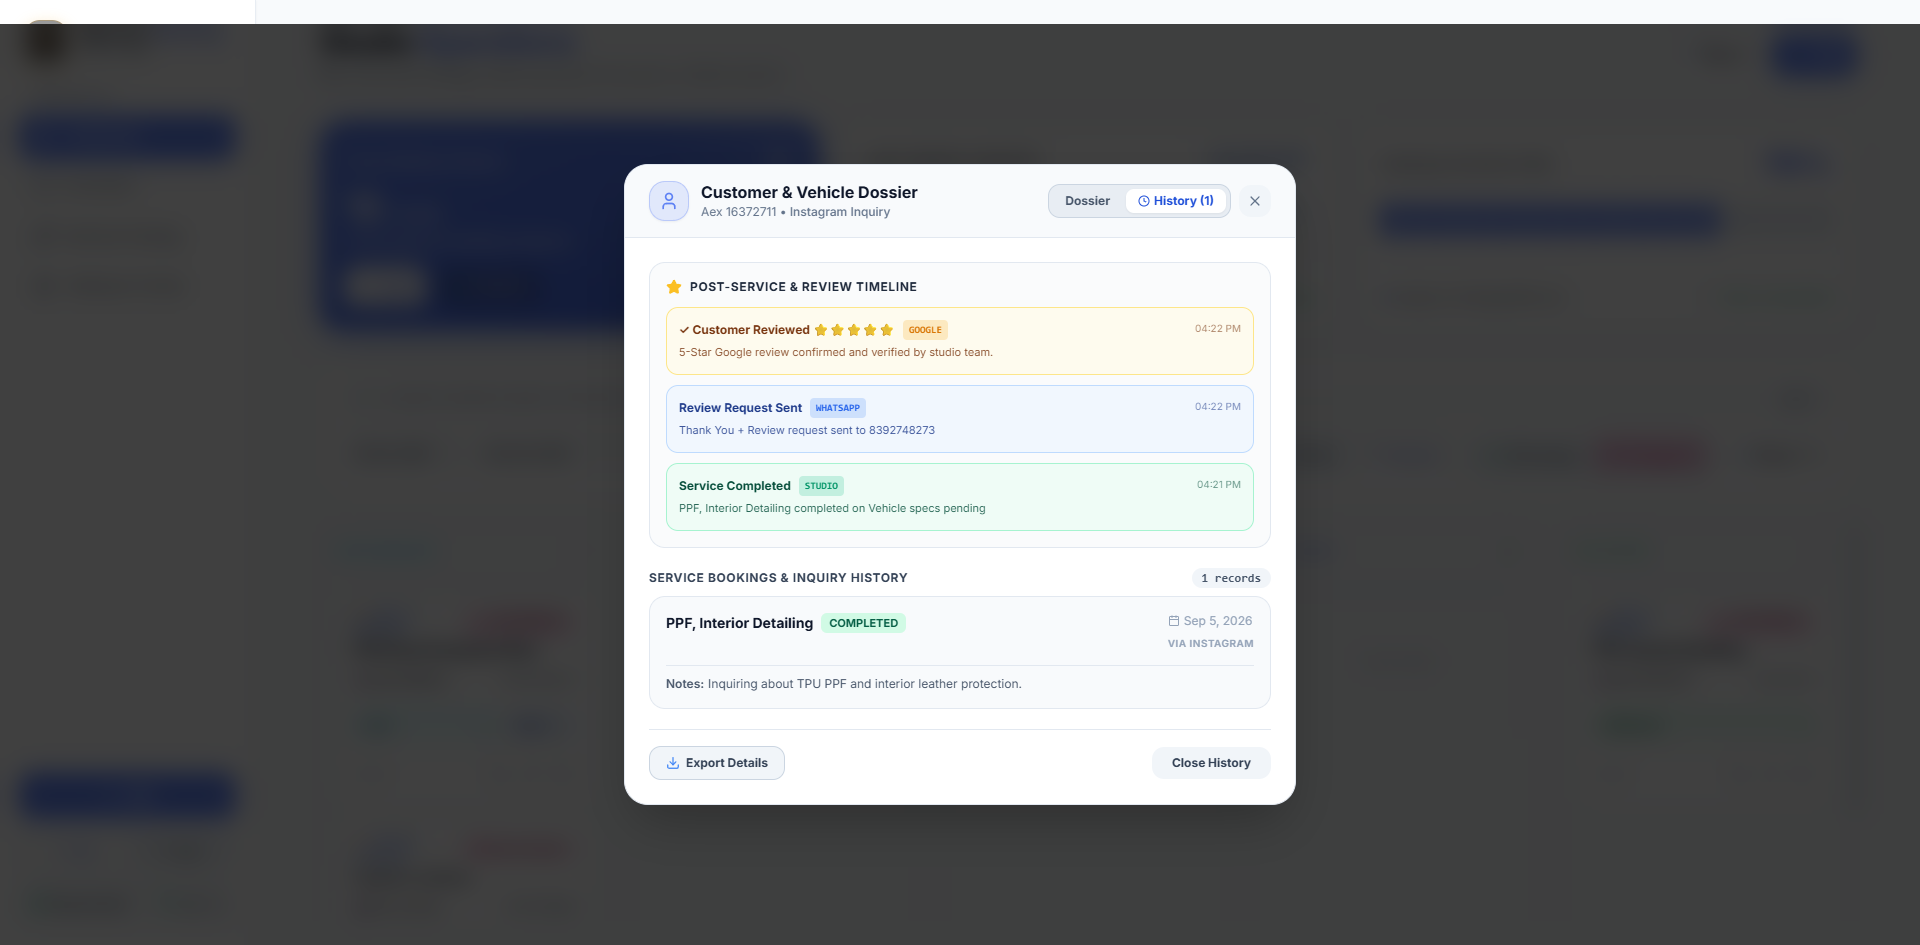 Customer & Vehicle Dossier
Aex 16372711 • Instagram Inquiry
Dossier
History (1)
POST-SERVICE & REVIEW TIMELINE
✓ Customer Reviewed ⭐⭐⭐⭐⭐ GOOGLE
04:22 PM
5-Star Google review confirmed and verified by studio team.
Review Request Sent WHATSAPP
04:22 PM
Thank You + Review request sent to 8392748273
Service Completed STUDIO
04:21 PM
PPF, Interior Detailing completed on Vehicle specs pending
SERVICE BOOKINGS & INQUIRY HISTORY
1 records
PPF, Interior Detailing COMPLETED
Sep 5, 2026
VIA INSTAGRAM
Notes: Inquiring about TPU PPF and interior leather protection.
Export Details
Close History